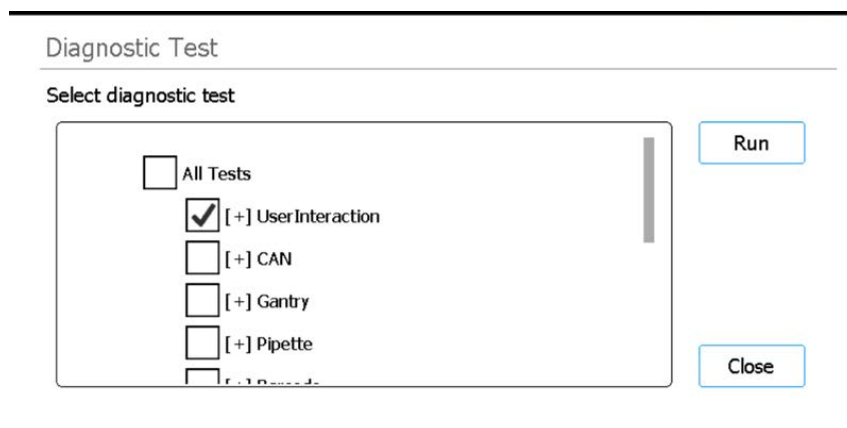 Diagnostic Test
Select diagnostic test
Run
All Tests
[+] UserInteraction
[+] CAN
[+] Gantry
[+] Pipette
Close